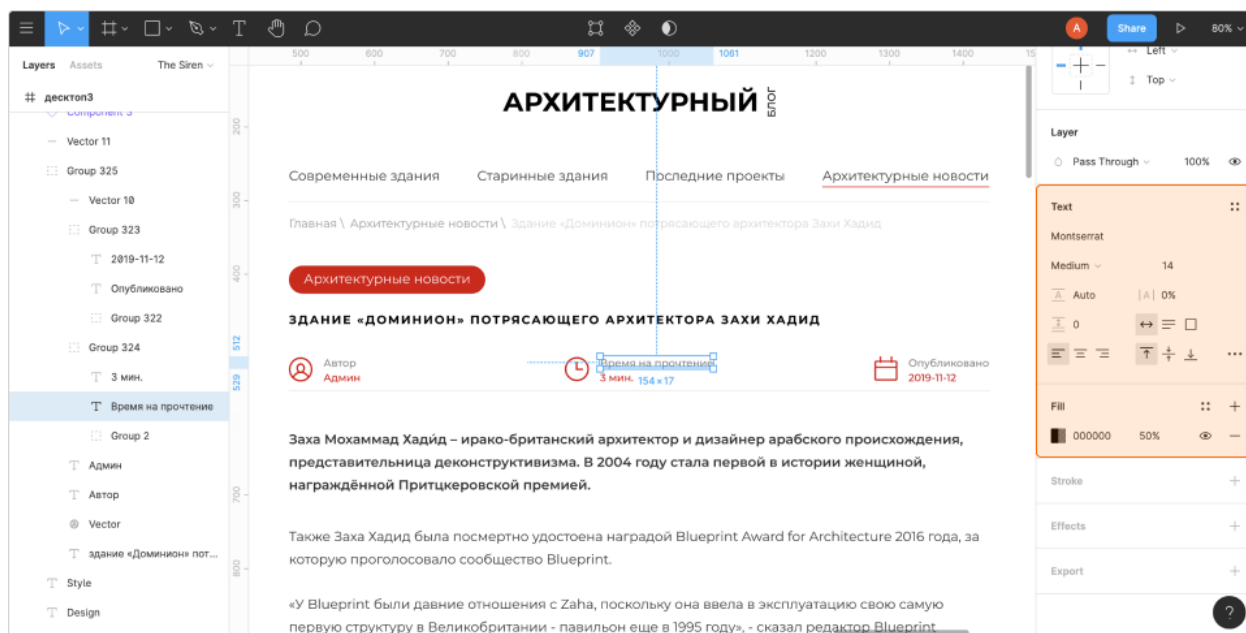 Share
80%
Layers
Assets
The Siren
десктоп3
Component 3
Vector 11
Group 325
Vector 10
Group 323
2019-11-12
Опубликовано
Group 322
Group 324
3 мин.
Время на прочтение
Group 2
Админ
Автор
Vector
здание «Доминион» пот...
Style
Design
500 600 700 800 907 1000 1061 1200 1300 1400 15
200
300
400
512
529
700
800
АРХИТЕКТУРНЫЙ БЛОГ
Современные здания Старинные здания Последние проекты Архитектурные новости
Главная \ Архитектурные новости \ Здание «Доминион» потрясающего архитектора Захи Хадид
Архитектурные новости
ЗДАНИЕ «ДОМИНИОН» ПОТРЯСАЮЩЕГО АРХИТЕКТОРА ЗАХИ ХАДИД
Автор
Админ
Время на прочтение
3 мин. 154 × 17
Опубликовано
2019-11-12
Заха Мохаммад Хади́д – ирако-британский архитектор и дизайнер арабского происхождения,
представительница деконструктивизма. В 2004 году стала первой в истории женщиной,
награждённой Притцкеровской премией.
Также Заха Хадид была посмертно удостоена наградой Blueprint Award for Architecture 2016 года, за
которую проголосовало сообщество Blueprint.
«У Blueprint были давние отношения с Zaha, поскольку она ввела в эксплуатацию свою самую
первую структуру в Великобритании - павильон еще в 1995 году», - сказал редактор Blueprint
Left
Top
Layer
Pass Through 100%
Text
Montserrat
Medium 14
Auto 0%
0
Fill
000000 50%
Stroke
Effects
Export
?